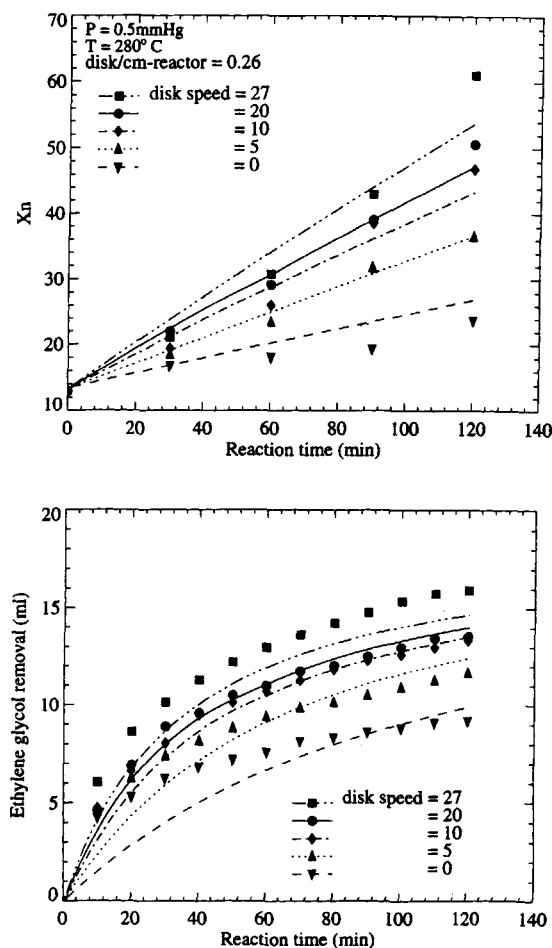 P = 0.5mmHg
T = 280° C
disk/cm-reactor = 0.26
disk speed = 27
= 20
= 10
= 5
= 0
70
60
50
40
30
20
10
Xn
0 20 40 60 80 100 120 140
Reaction time (min)
20
15
10
5
0
Ethylene glycol removal (ml)
disk speed = 27
= 20
= 10
= 5
= 0
0 20 40 60 80 100 120 140
Reaction time (min)